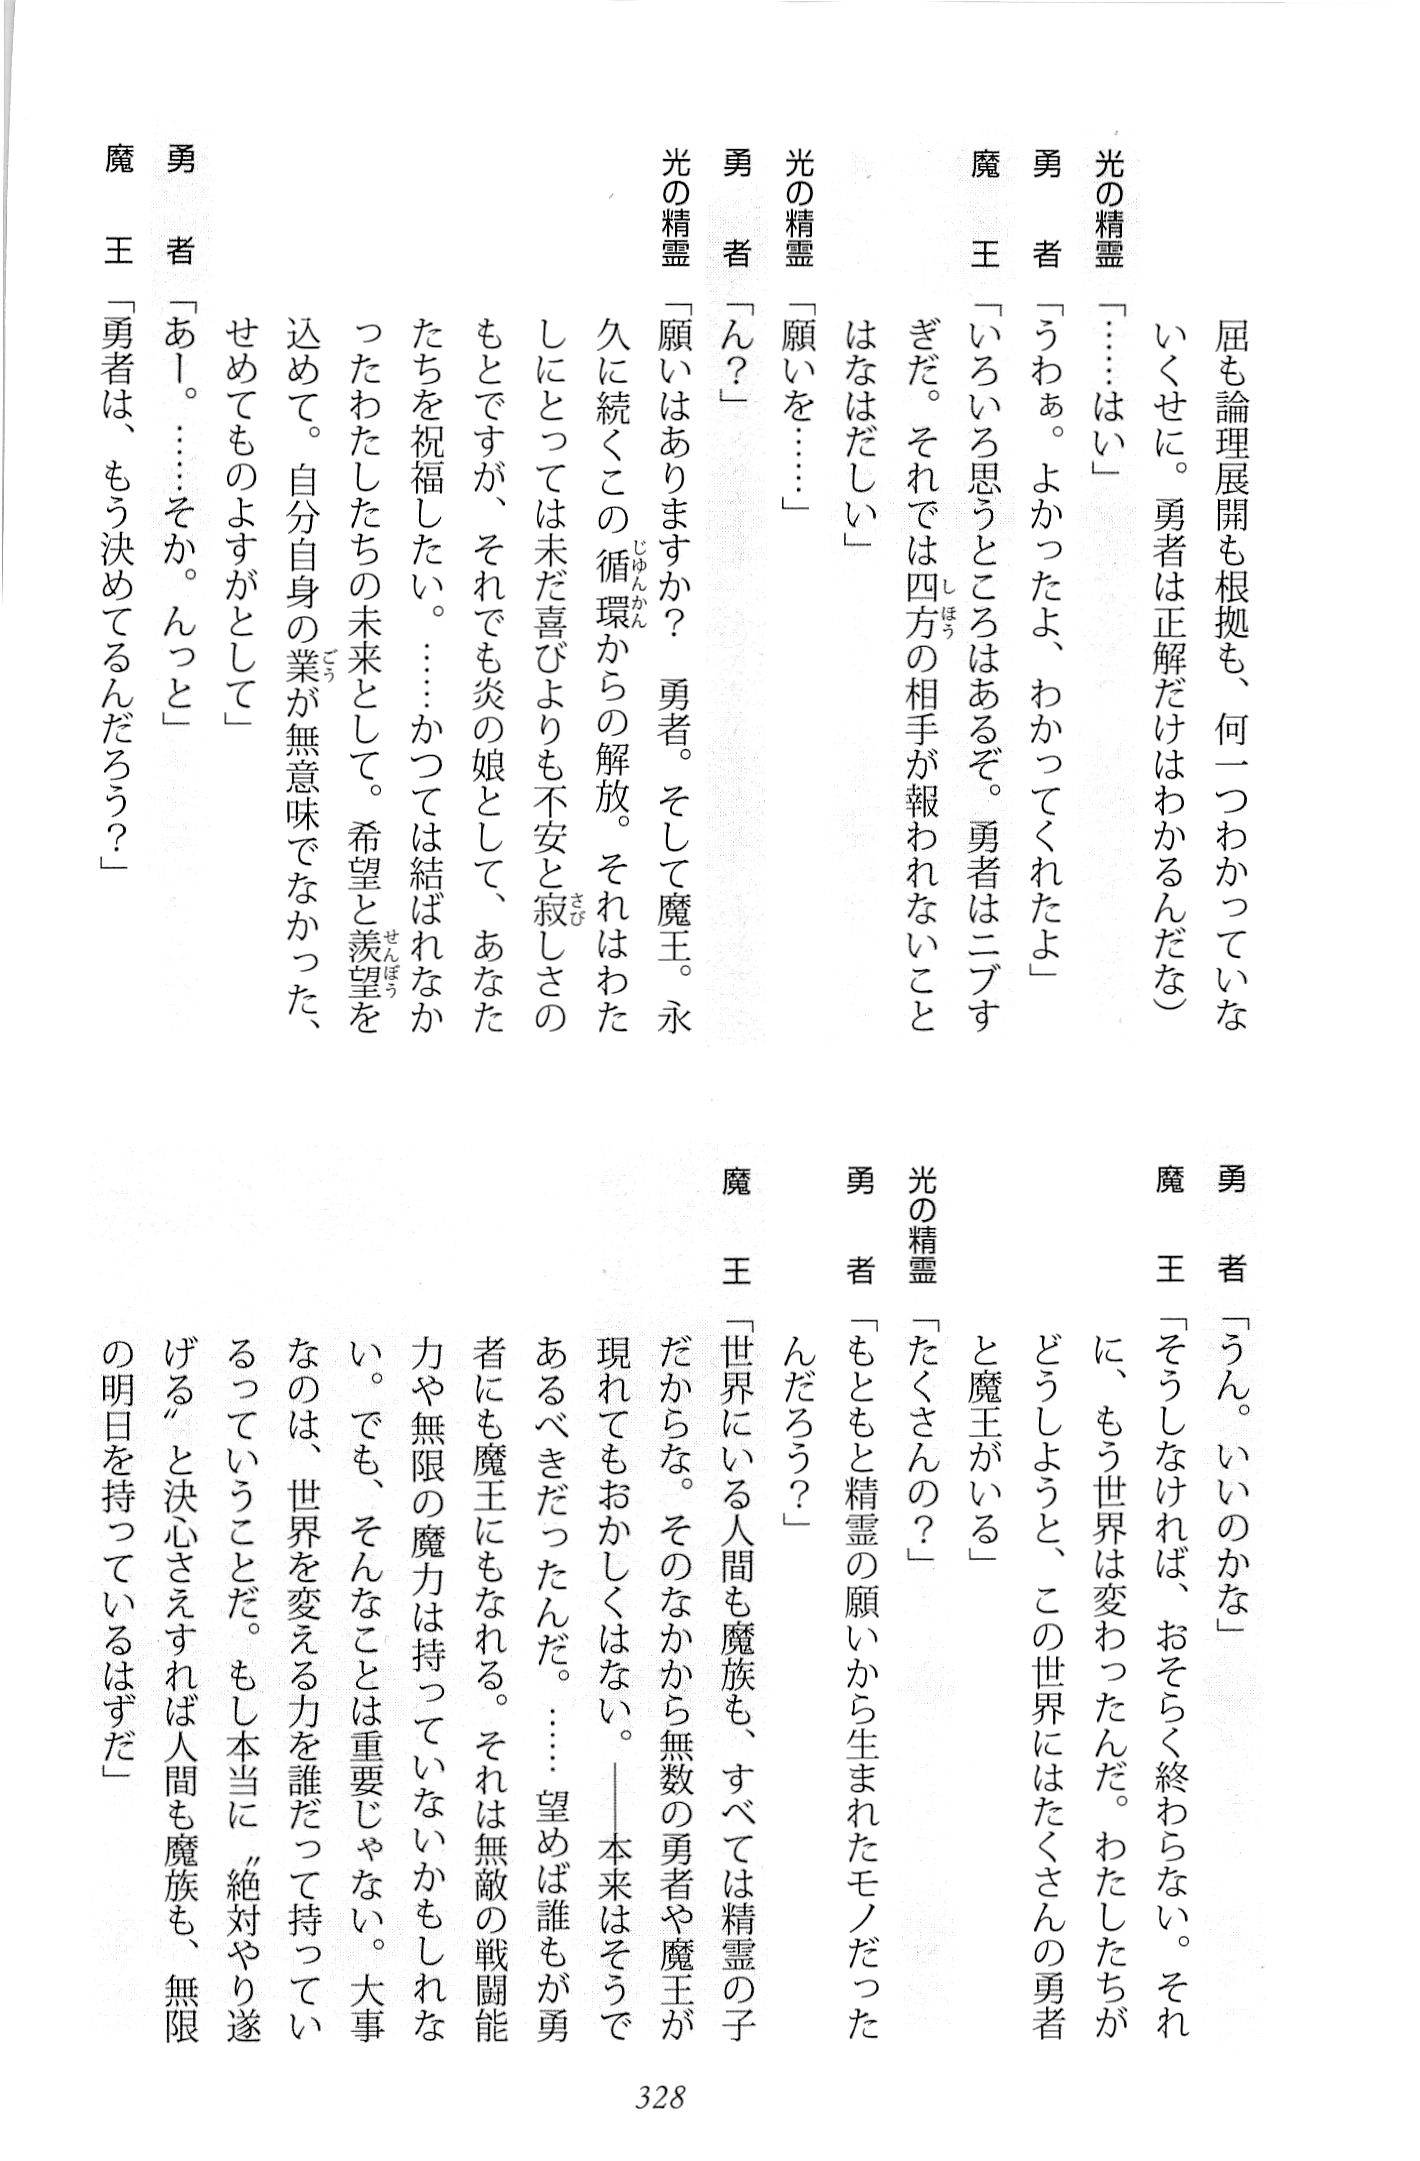 屈も論理展開も根拠も、何一つわかっていな
いくせに。勇者は正解だけはわかるんだな）
光の精霊「……はい」
勇者「うわぁ。よかったよ、わかってくれたよ」
魔王「いろいろ思うところはあるぞ。勇者はニブす
ぎだ。それでは四方の相手が報われないこと
はなはだしい」
光の精霊「願いを……」
勇者「ん？」
光の精霊「願いはありますか？　勇者。そして魔王。永
久に続くこの循環からの解放。それはわた
しにとっては未だ喜びよりも不安と寂しさの
もとですが、それでも炎の娘として、あなた
たちを祝福したい。……かつては結ばれなか
ったわたしたちの未来として。希望と羨望を
込めて。自分自身の業が無意味でなかった、
せめてものよすがとして」
勇者「あー。……そか。んっと」
魔王「勇者は、もう決めてるんだろう？」
勇者「うん。いいのかな」
魔王「そうしなければ、おそらく終わらない。それ
に、もう世界は変わったんだ。わたしたちが
どうしようと、この世界にはたくさんの勇者
と魔王がいる」
光の精霊「たくさんの？」
勇者「もともと精霊の願いから生まれたモノだった
んだろう？」
魔王「世界にいる人間も魔族も、すべては精霊の子
だからな。そのなかから無数の勇者や魔王が
現れてもおかしくはない。――本来はそうで
あるべきだったんだ。……望めば誰もが勇
者にも魔王にもなれる。それは無敵の戦闘能
力や無限の魔力は持っていないかもしれな
い。でも、そんなことは重要じゃない。大事
なのは、世界を変える力を誰だって持ってい
るっていうことだ。もし本当に〝絶対やり遂
げる〟と決心さえすれば人間も魔族も、無限
の明日を持っているはずだ」
328